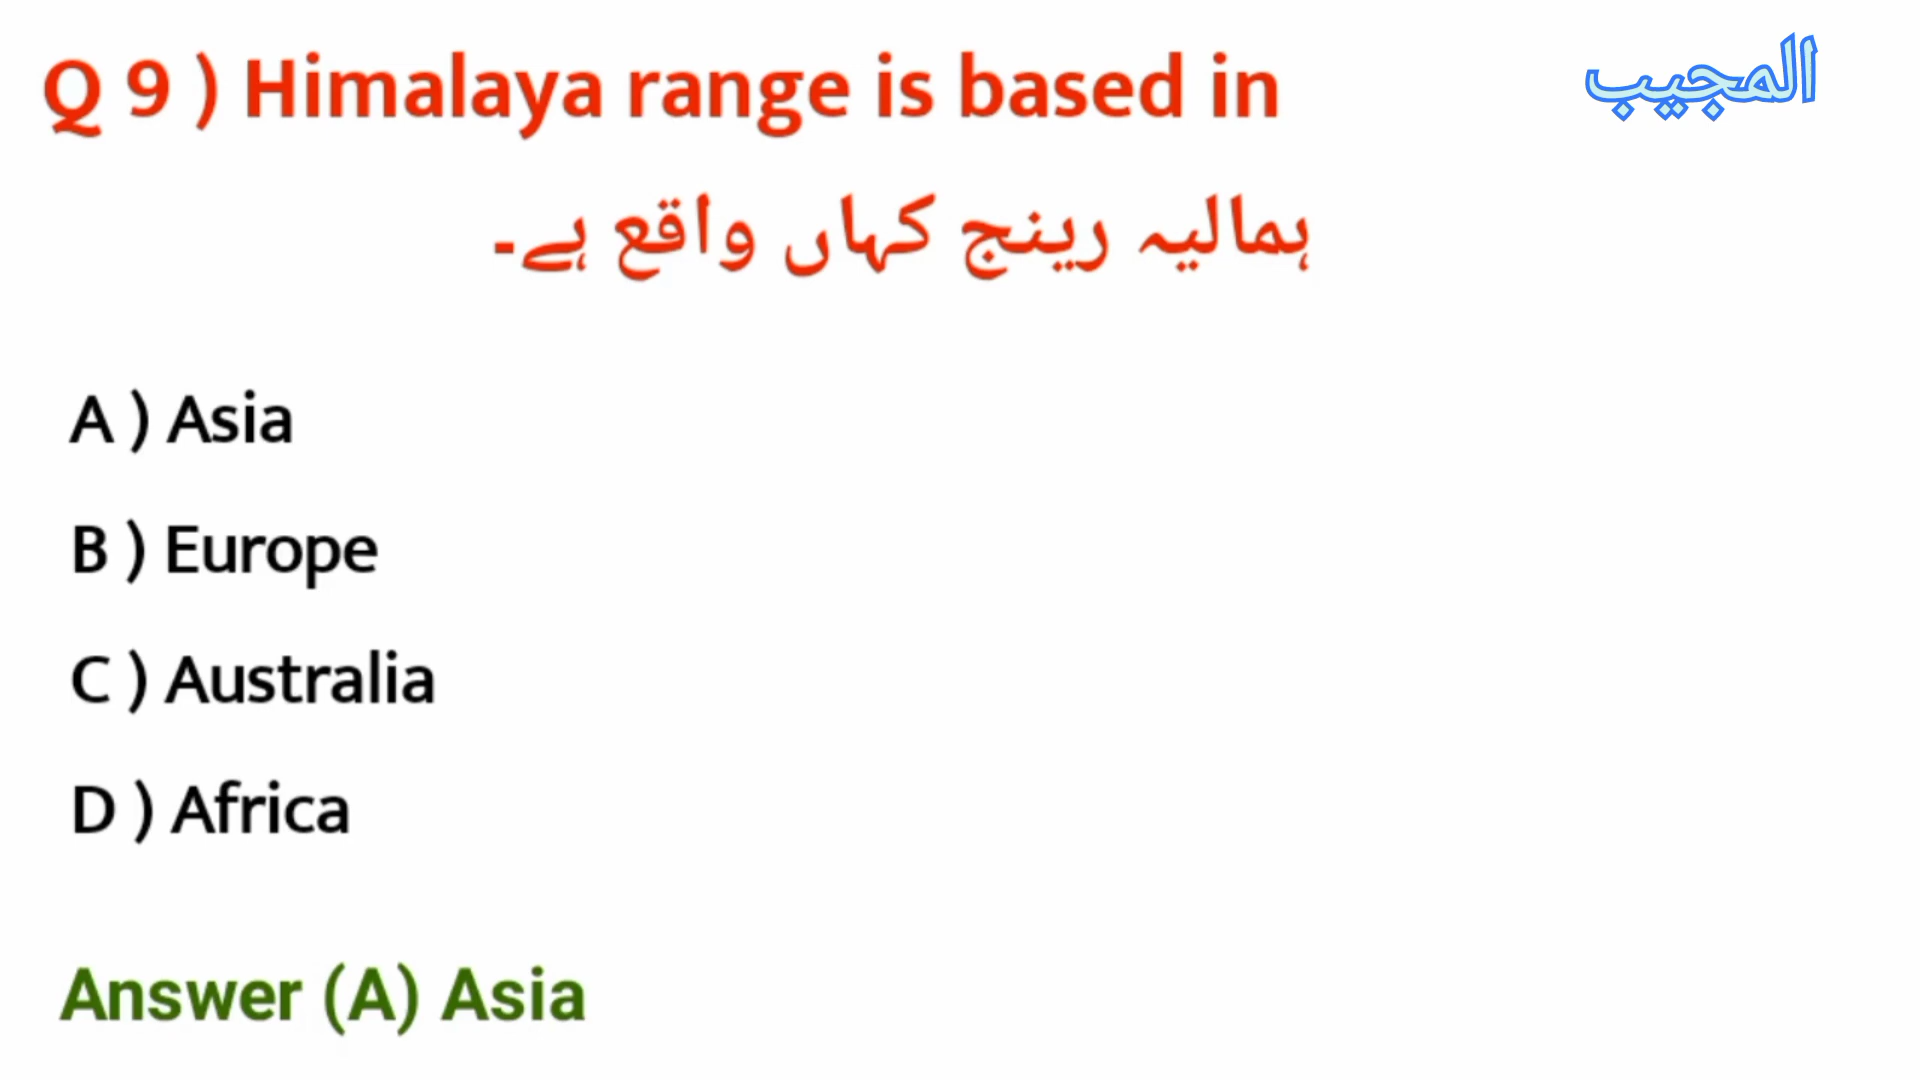 Q 9 ) Himalaya range is based in
المجیب
ہمالیہ رینج کہاں واقع ہے۔
A ) Asia
B ) Europe
C ) Australia
D ) Africa
Answer (A) Asia